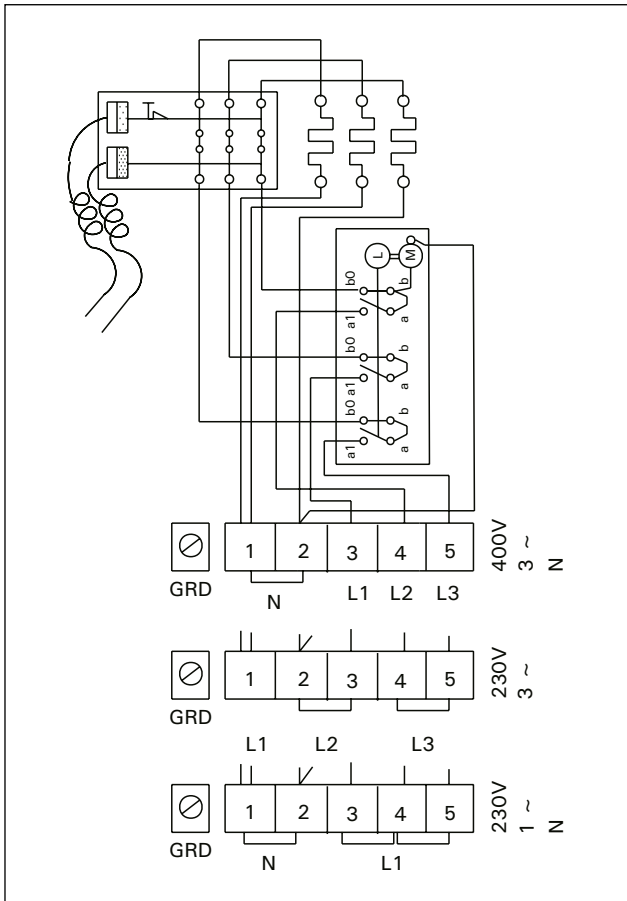 L M
b0 b
a1 a
b0 b
a1 a
b0 b
a1 a
1 2 3 4 5
GRD N L1 L2 L3
400V 3 ~ N
1 2 3 4 5
GRD
230V 3 ~
L1 L2 L3
1 2 3 4 5
GRD N L1
230V 1 ~ N